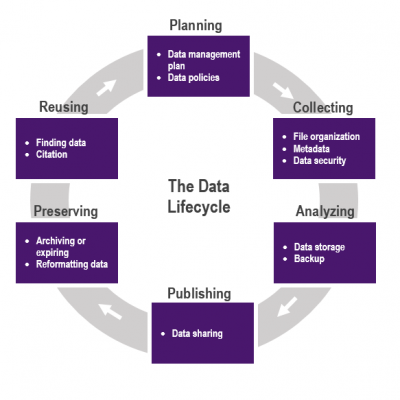 Planning
• Data management
plan
• Data policies
Collecting
• File organization
• Metadata
• Data security
Analyzing
• Data storage
• Backup
Publishing
• Data sharing
Preserving
• Archiving or
expiring
• Reformatting data
Reusing
• Finding data
• Citation
The Data
Lifecycle